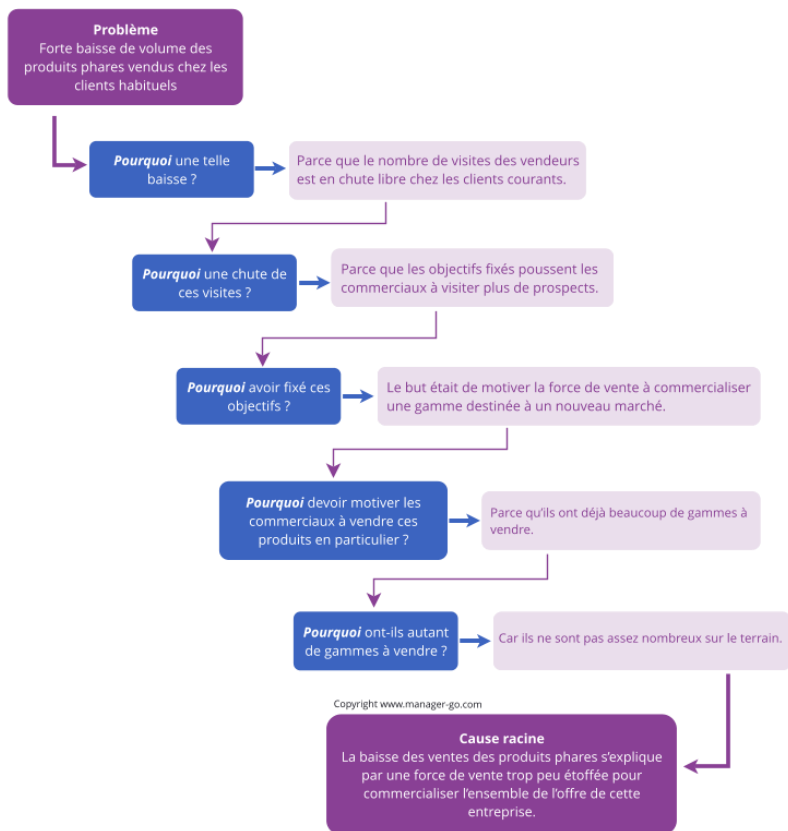 Problème
Forte baisse de volume des
produits phares vendus chez les
clients habituels
Pourquoi une telle
baisse ?
Parce que le nombre de visites des vendeurs
est en chute libre chez les clients courants.
Pourquoi une chute de
ces visites ?
Parce que les objectifs fixés poussent les
commerciaux à visiter plus de prospects.
Pourquoi avoir fixé ces
objectifs ?
Le but était de motiver la force de vente à commercialiser
une gamme destinée à un nouveau marché.
Pourquoi devoir motiver les
commerciaux à vendre ces
produits en particulier ?
Parce qu’ils ont déjà beaucoup de gammes à
vendre.
Pourquoi ont-ils autant
de gammes à vendre ?
Car ils ne sont pas assez nombreux sur le terrain.
Copyright www.manager-go.com
Cause racine
La baisse des ventes des produits phares s’explique
par une force de vente trop peu étoffée pour
commercialiser l’ensemble de l’offre de cette
entreprise.